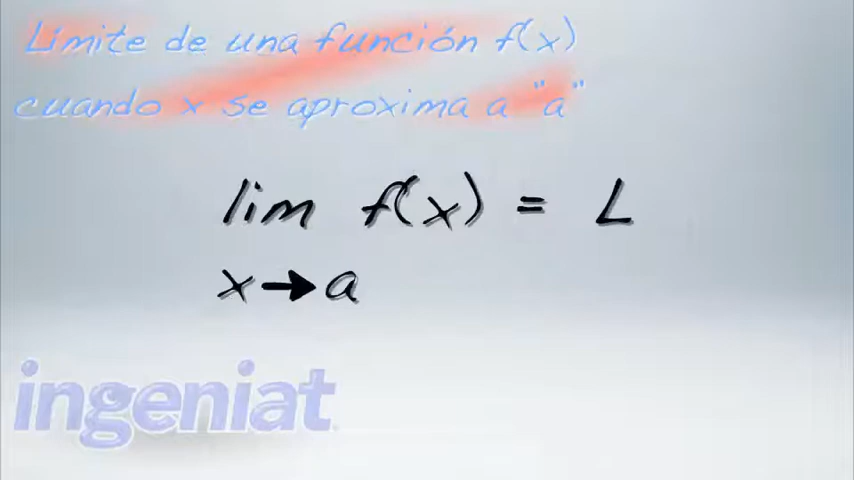 Límite de una función f(x)
cuando x se aproxima a "a"
lim f(x) = L
x→a
ingeniat